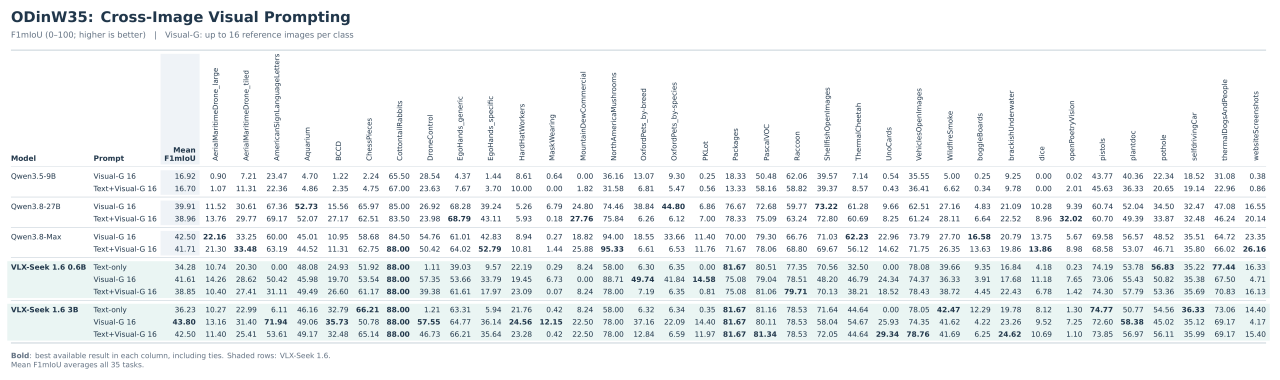 ODinW35: Cross-Image Visual Prompting
F1mIoU (0–100; higher is better) | Visual-G: up to 16 reference images per class
Model Prompt Mean F1mIoU AerialMaritimeDrone_large AerialMaritimeDrone_tiled AmericanSignLanguageLetters Aquarium BCCD ChessPieces CottontailRabbits DroneControl EgoHands_generic EgoHands_specific HardHatWorkers MaskWearing MountainDewCommercial NorthAmericaMushrooms OxfordPets_by-breed OxfordPets_by-species PKLot Packages PascalVOC Raccoon ShellfishOpenImages ThermalCheetah UnoCards VehiclesOpenImages WildfireSmoke boggleBoards brackishUnderwater dice openPoetryVision pistols plantdoc pothole selfdrivingCar thermalDogsAndPeople websiteScreenshots
Qwen3.5-9B Visual-G 16 16.92 0.90 7.21 23.47 4.70 1.22 2.24 65.50 28.54 4.37 1.44 8.61 0.64 0.00 36.16 13.07 9.30 0.25 18.33 50.48 62.06 39.57 7.14 0.54 35.55 5.00 0.25 9.25 0.00 0.02 43.77 40.36 22.34 18.52 31.08 0.38
Text+Visual-G 16 16.70 1.07 11.31 22.36 4.86 2.35 4.75 67.00 23.63 7.67 3.70 10.00 0.00 1.82 31.58 6.81 5.47 0.56 13.33 58.16 58.82 39.37 8.57 0.43 36.41 6.62 0.34 9.78 0.00 2.01 45.63 36.33 20.65 19.14 22.96 0.86
Qwen3.8-27B Visual-G 16 39.91 11.52 30.61 67.36 52.73 15.56 65.97 85.00 26.92 68.28 39.24 5.26 6.79 24.80 74.46 38.84 44.80 6.86 76.67 72.68 77.59 73.22 61.28 9.66 62.51 27.16 4.83 21.09 10.28 9.39 60.74 52.04 34.50 32.47 47.08 16.55
Text+Visual-G 16 38.96 13.76 29.77 69.17 52.07 27.17 62.51 83.50 23.98 68.79 43.11 5.93 0.18 27.76 75.84 6.26 6.12 7.00 78.33 75.09 63.24 72.80 60.69 8.25 61.24 28.11 6.64 22.52 8.96 32.02 60.70 49.39 33.87 32.48 46.24 20.14
Qwen3.8-Max Visual-G 16 42.50 22.16 33.25 60.00 45.01 10.95 58.68 84.50 54.76 61.01 42.83 8.94 0.27 18.82 94.00 18.55 33.66 11.40 70.00 59.30 71.03 71.23 62.23 22.96 73.79 27.70 16.58 20.79 13.75 5.67 69.58 56.57 48.52 35.51 64.72 23.35
Text+Visual-G 16 41.71 21.30 33.48 63.19 44.52 11.31 62.75 88.00 50.42 64.02 52.79 10.81 1.44 25.88 95.33 6.61 6.53 11.76 71.67 78.06 68.80 69.67 56.12 14.62 71.75 26.35 13.63 19.86 13.86 8.98 68.58 53.07 46.71 35.80 66.02 26.16
VLX-Seek 1.6 0.6B Text-only 34.28 10.74 20.30 0.00 48.08 24.93 51.92 88.00 1.11 39.03 9.57 22.19 0.29 8.24 58.00 6.30 6.35 0.00 81.67 80.51 77.35 70.56 32.50 0.00 78.08 39.66 9.35 16.84 4.18 0.23 74.19 53.78 56.83 35.22 77.44 16.33
Visual-G 16 41.61 14.26 28.62 50.42 45.98 19.70 53.54 88.00 53.54 53.66 33.79 19.45 3.71 8.24 88.00 49.74 41.84 14.58 75.08 79.04 78.51 48.20 46.79 24.34 74.37 36.89 3.91 17.68 11.18 7.65 73.06 47.79 51.20 35.38 67.50 4.71
Text+Visual-G 16 38.85 10.40 27.41 31.11 49.49 26.60 61.17 88.00 39.38 61.61 17.97 23.09 0.07 8.24 78.00 7.19 6.35 0.81 75.08 81.06 79.71 70.13 38.21 18.52 78.43 38.72 4.45 22.43 6.78 1.42 74.30 57.79 53.36 35.69 70.83 16.13
VLX-Seek 1.6 3B Text-only 36.23 10.27 22.99 6.11 46.16 32.79 66.21 88.00 1.21 63.31 5.94 21.76 0.42 8.24 58.00 6.32 6.34 0.35 81.67 81.16 78.53 71.64 44.64 0.00 78.05 42.47 12.29 19.78 8.12 1.30 74.77 50.77 54.56 36.33 73.06 14.40
Visual-G 16 43.80 13.16 31.40 71.94 49.06 35.73 50.78 88.00 57.55 64.77 36.14 24.56 12.15 22.50 78.00 37.16 22.09 14.40 81.67 80.11 78.53 58.04 54.67 25.93 74.35 41.62 4.22 23.26 9.52 7.25 72.60 58.38 45.02 35.12 69.17 4.17
Text+Visual-G 16 42.50 11.40 25.41 53.61 49.17 32.48 65.14 88.00 46.73 66.21 35.64 23.28 0.42 22.50 78.00 12.84 6.59 11.97 81.67 81.34 78.53 72.05 44.64 29.34 78.76 41.69 6.25 24.62 10.69 1.10 73.85 56.97 56.11 35.99 69.17 15.40
Bold: best available result in each column, including ties. Shaded rows: VLX-Seek 1.6.
Mean F1mIoU averages all 35 tasks.